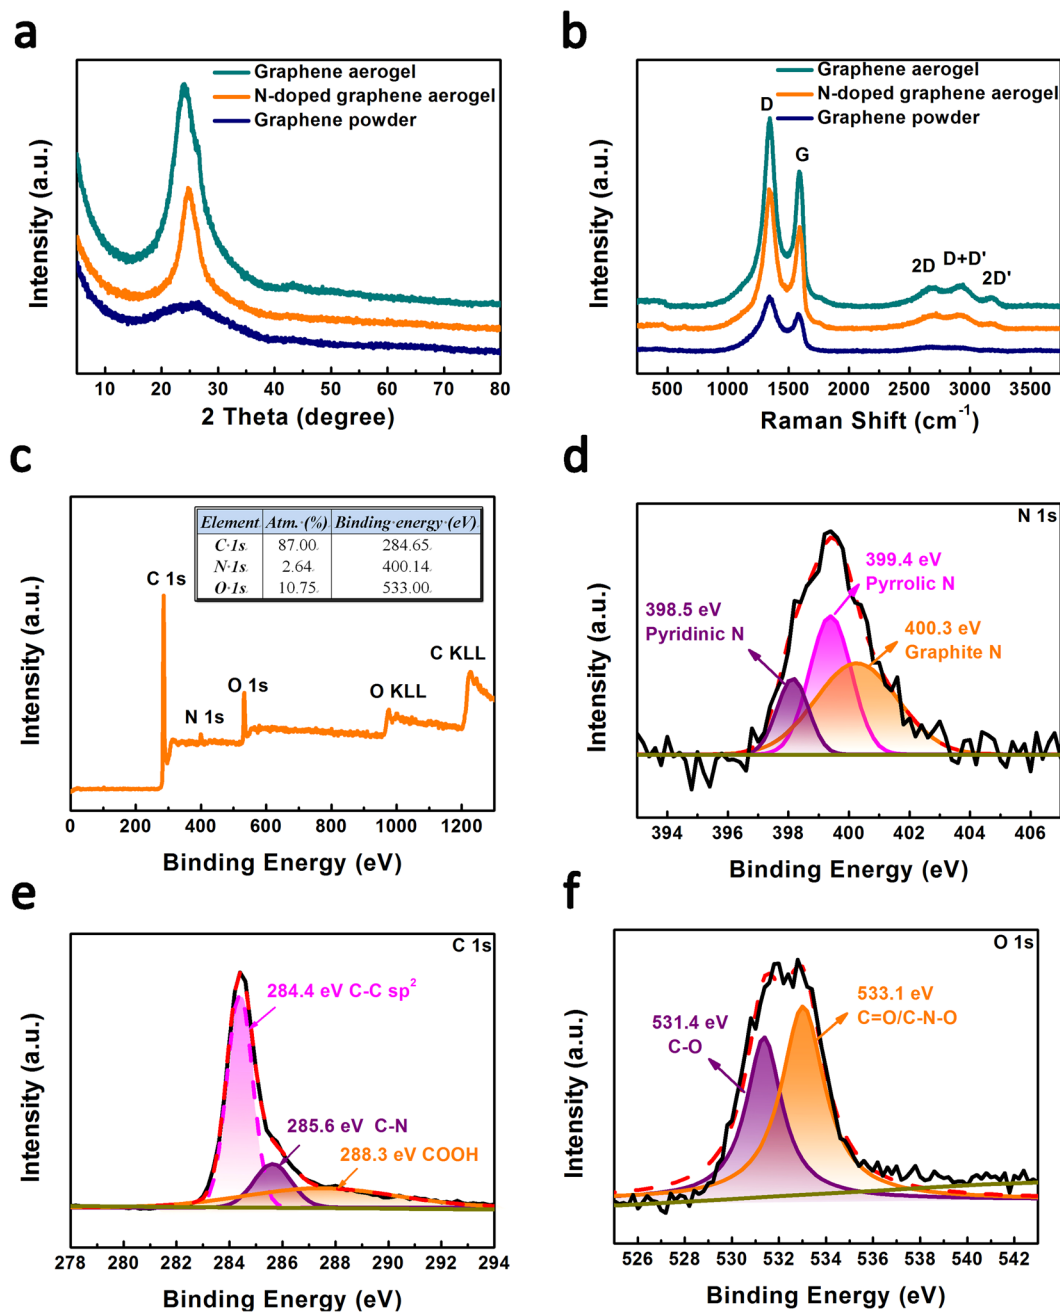 a
Graphene aerogel
N-doped graphene aerogel
Graphene powder
Intensity (a.u.)
10 20 30 40 50 60 70 80
2 Theta (degree)
b
Graphene aerogel
N-doped graphene aerogel
Graphene powder
D
G
2D
D+D'
2D'
Intensity (a.u.)
500 1000 1500 2000 2500 3000 3500
Raman Shift (cm⁻¹)
c
Element Atm. (%) Binding energy (eV)
C 1s 87.00 284.65
N 1s 2.64 400.14
O 1s 10.75 533.00
C 1s
N 1s
O 1s
O KLL
C KLL
Intensity (a.u.)
0 200 400 600 800 1000 1200
Binding Energy (eV)
d
N 1s
399.4 eV
Pyrrolic N
398.5 eV
Pyridinic N
400.3 eV
Graphite N
Intensity (a.u.)
394 396 398 400 402 404 406
Binding Energy (eV)
e
C 1s
284.4 eV C-C sp²
285.6 eV C-N
288.3 eV COOH
Intensity (a.u.)
278 280 282 284 286 288 290 292 294
Binding Energy (eV)
f
O 1s
531.4 eV
C-O
533.1 eV
C=O/C-N-O
Intensity (a.u.)
526 528 530 532 534 536 538 540 542
Binding Energy (eV)